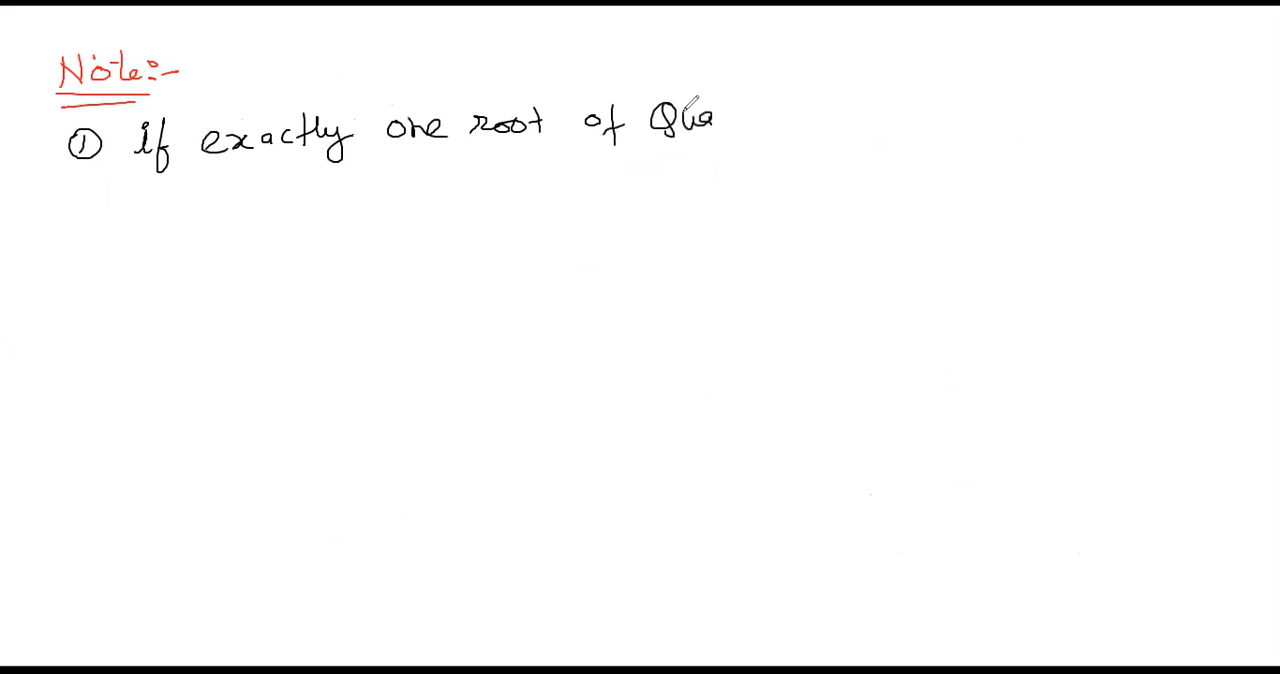 Note:-
① if exactly one root of Qua